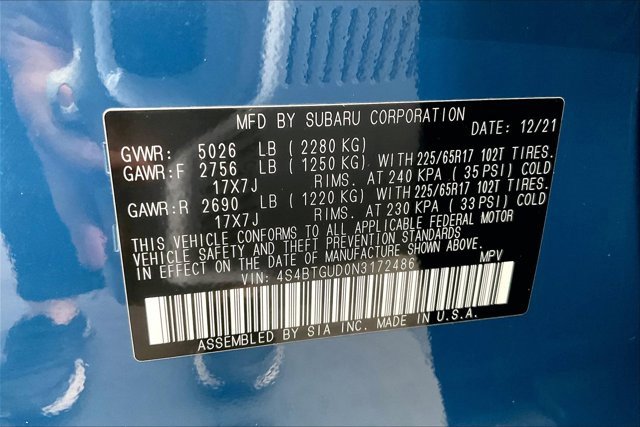 MFD BY SUBARU CORPORATION
DATE: 12/21
GVWR: 5026 LB (2280 KG)
GAWR:F 2756 LB (1250 KG) WITH 225/65R17 102T TIRES.
17X7J RIMS. AT 240 KPA (35 PSI) COLD
GAWR:R 2690 LB (1220 KG) WITH 225/65R17 102T TIRES.
17X7J RIMS. AT 230 KPA (33 PSI) COLD
THIS VEHICLE CONFORMS TO ALL APPLICABLE FEDERAL MOTOR
VEHICLE SAFETY AND THEFT PREVENTION STANDARDS
IN EFFECT ON THE DATE OF MANUFACTURE SHOWN ABOVE.
VIN: 4S4BTGUD0N3172486 MPV
ASSEMBLED BY SIA INC. MADE IN U.S.A.